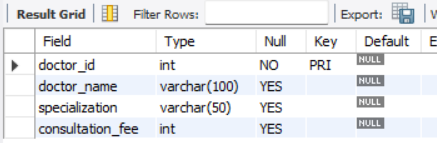 Result Grid Filter Rows: Export:
Field Type Null Key Default E
doctor_id int NO PRI NULL
doctor_name varchar(100) YES NULL
specialization varchar(50) YES NULL
consultation_fee int YES NULL